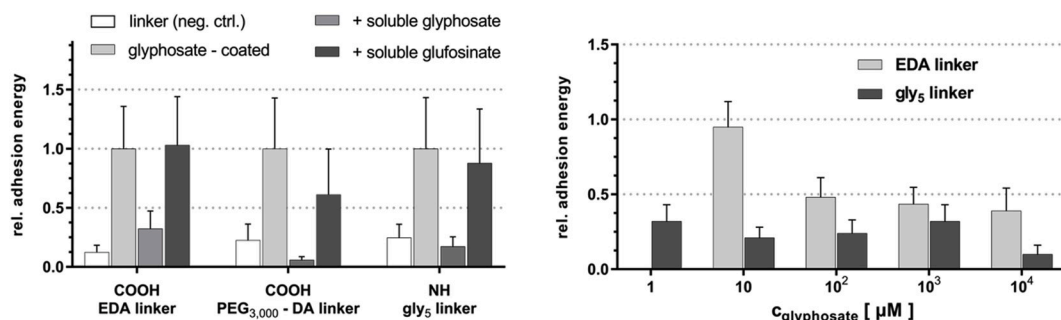 linker (neg. ctrl.)
+ soluble glyphosate
glyphosate - coated
+ soluble glufosinate
rel. adhesion energy
1.5
1.0
0.5
0.0
COOH
EDA linker
COOH
PEG3,000 - DA linker
NH
gly5 linker
rel. adhesion energy
1.5
1.0
0.5
0.0
EDA linker
gly5 linker
1
10
10²
10³
10⁴
cglyphosate [ µM ]